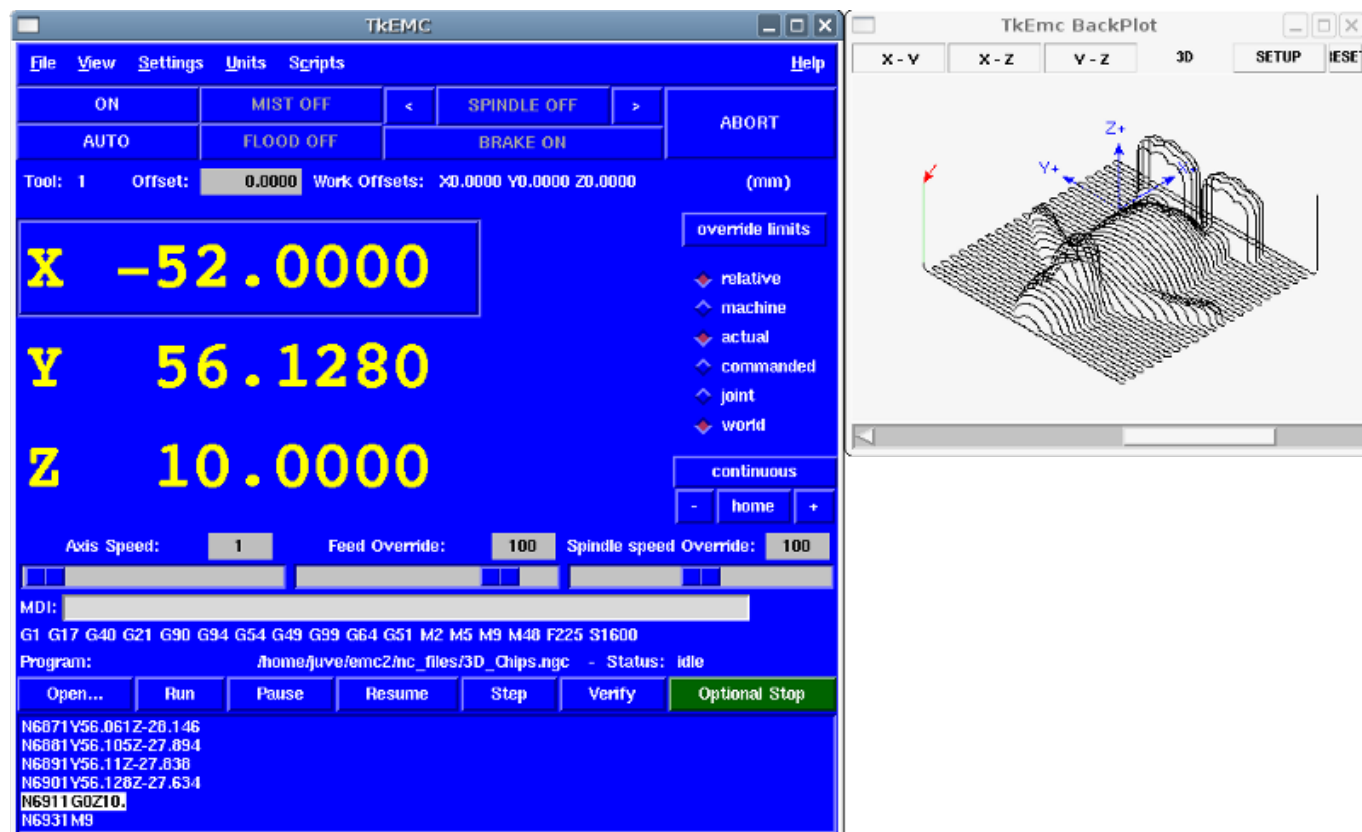 TkEMC
File View Settings Units Scripts Help
ON MIST OFF < SPINDLE OFF > ABORT
AUTO FLOOD OFF BRAKE ON
Tool: 1 Offset: 0.0000 Work Offsets: X0.0000 Y0.0000 Z0.0000 (mm)
override limits
X -52.0000
relative
machine
Y 56.1280
actual
commanded
joint
world
Z 10.0000
continuous
- home +
Axis Speed: 1 Feed Override: 100 Spindle speed Override: 100
MDI:
G1 G17 G40 G21 G90 G94 G54 G49 G99 G64 G51 M2 M5 M9 M48 F225 S1600
Program: /home/juve/emc2/nc_files/3D_Chips.ngc - Status: idle
Open... Run Pause Resume Step Verify Optional Stop
N6871Y56.061Z-28.146
N6881Y56.105Z-27.894
N6891Y56.11Z-27.838
N6901Y56.128Z-27.634
N6911G0Z10.
N6931M9
TkEmc BackPlot
X - Y X - Z Y - Z 3D SETUP RESET
Z+
Y+ X+